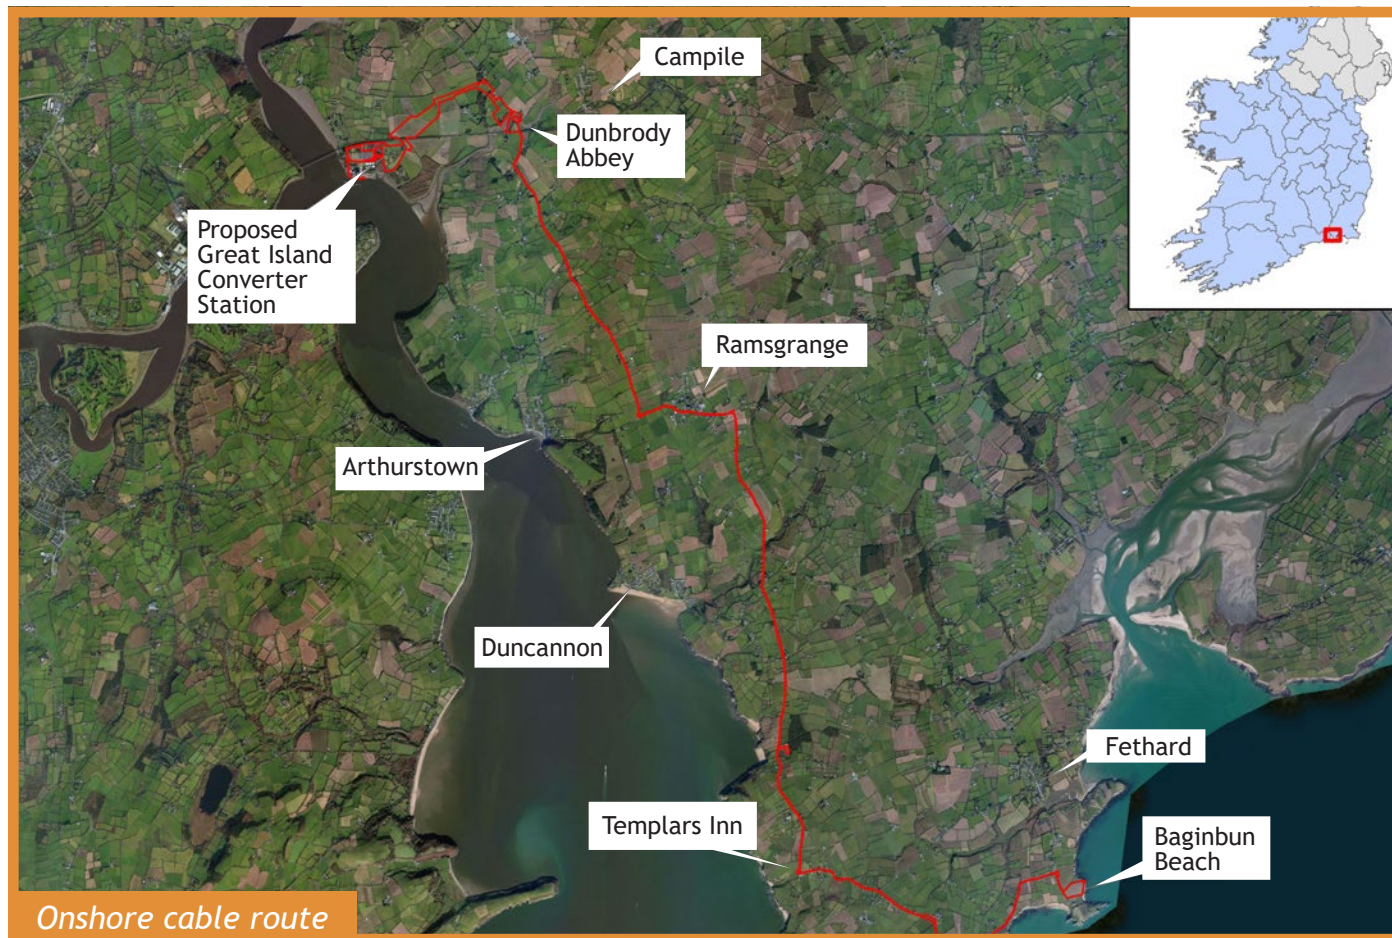 Campile
Dunbrody
Abbey
Proposed
Great Island
Converter
Station
Ramsgrange
Arthurstown
Duncannon
Fethard
Templars Inn
Baginbun
Beach
Onshore cable route